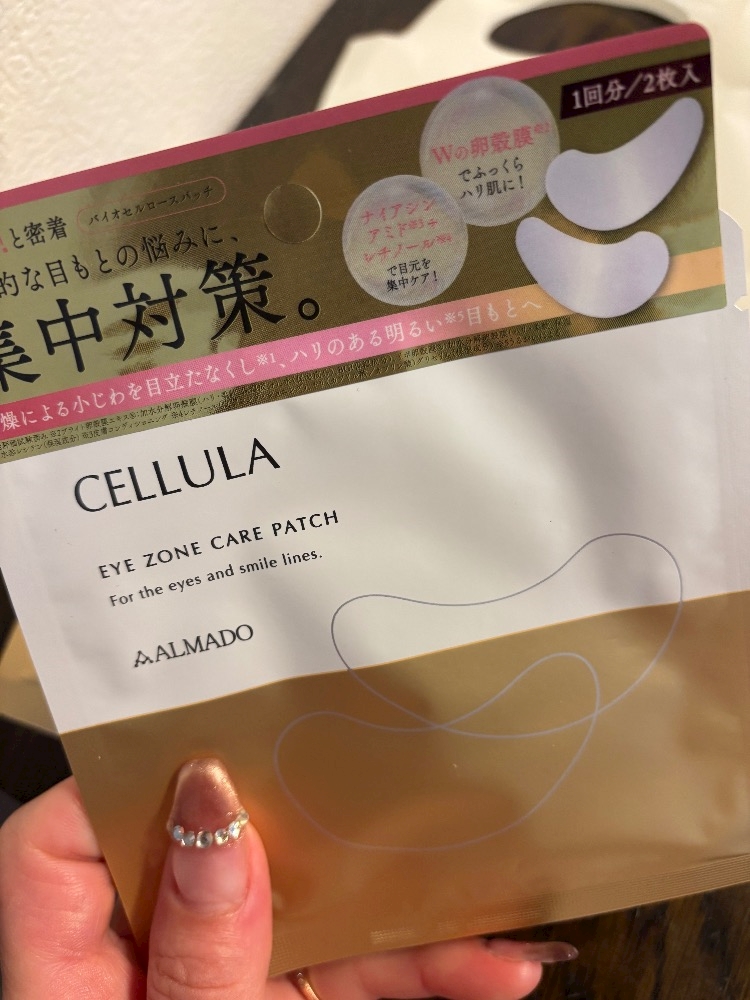 1回分/2枚入
Wの卵殻膜※2
でふっくら
ハリ肌に！
ナイアシン
アミド※3＋
レチノール※4
で目元を
集中ケア！
と密着
バイオセルロースパッチ
的な目もとの悩みに、
集中対策。
燥による小じわを目立たなくし※1、ハリのある明るい※5目もとへ
CELLULA
EYE ZONE CARE PATCH
For the eyes and smile lines.
ALMADO